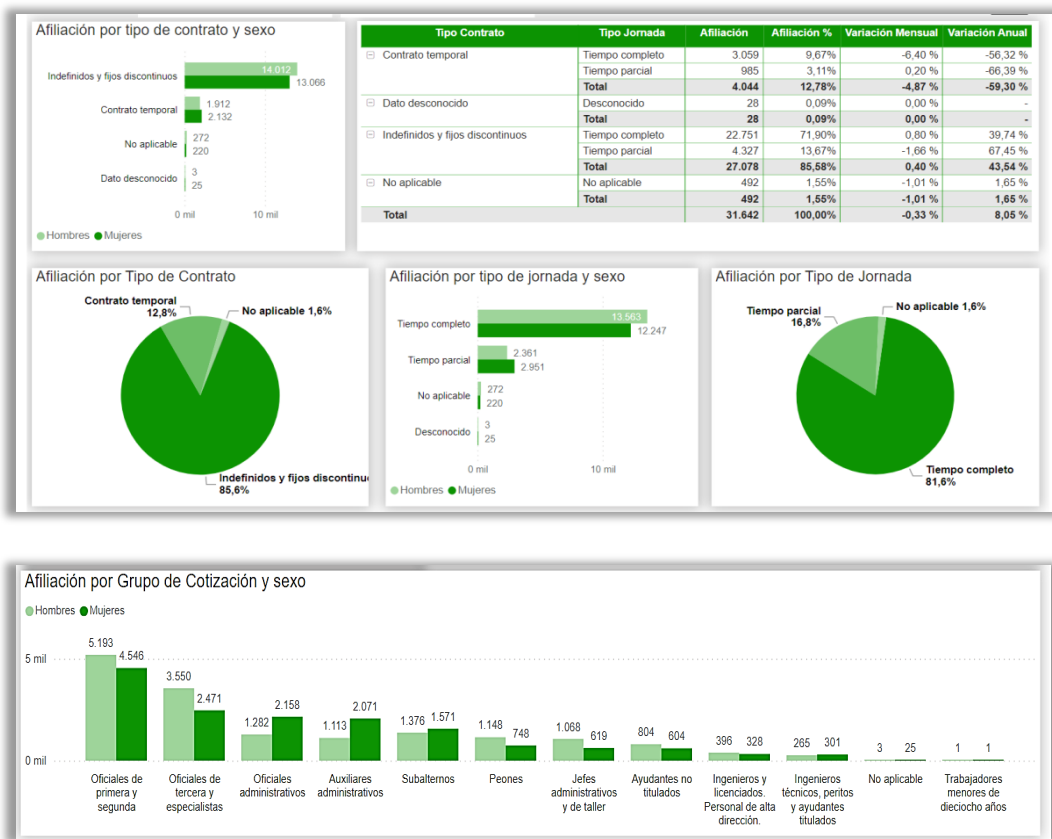 Afiliación por tipo de contrato y sexo
Indefinidos y fijos discontinuos
14.012
13.066
Contrato temporal
1.912
2.132
No aplicable
272
220
Dato desconocido
3
25
0 mil 10 mil
Hombres Mujeres
Tipo Contrato Tipo Jornada Afiliación Afiliación % Variación Mensual Variación Anual
Contrato temporal Tiempo completo 3.059 9,67% -6,40 % -56,32 %
Tiempo parcial 985 3,11% 0,20 % -66,39 %
Total 4.044 12,78% -4,87 % -59,30 %
Dato desconocido Desconocido 28 0,09% 0,00 % -
Total 28 0,09% 0,00 % -
Indefinidos y fijos discontinuos Tiempo completo 22.751 71,90% 0,80 % 39,74 %
Tiempo parcial 4.327 13,67% -1,66 % 67,45 %
Total 27.078 85,58% 0,40 % 43,54 %
No aplicable No aplicable 492 1,55% -1,01 % 1,65 %
Total 492 1,55% -1,01 % 1,65 %
Total 31.642 100,00% -0,33 % 8,05 %
Afiliación por Tipo de Contrato
Contrato temporal
12,8%
No aplicable 1,6%
Indefinidos y fijos discontinu
85,6%
Afiliación por tipo de jornada y sexo
Tiempo completo
13.563
12.247
Tiempo parcial
2.361
2.951
No aplicable
272
220
Desconocido
3
25
0 mil 10 mil
Hombres Mujeres
Afiliación por Tipo de Jornada
Tiempo parcial
16,8%
No aplicable 1,6%
Tiempo completo
81,6%
Afiliación por Grupo de Cotización y sexo
Hombres Mujeres
5 mil
0 mil
5.193 4.546
3.550 2.471
1.282 2.158
1.113 2.071
1.376 1.571
1.148 748
1.068 619
804 604
396 328
265 301
3 25
1 1
Oficiales de
primera y
segunda
Oficiales de
tercera y
especialistas
Oficiales
administrativos
Auxiliares
administrativos
Subalternos
Peones
Jefes
administrativos
y de taller
Ayudantes no
titulados
Ingenieros y
licenciados.
Personal de alta
dirección.
Ingenieros
técnicos, peritos
y ayudantes
titulados
No aplicable
Trabajadores
menores de
dieciocho años